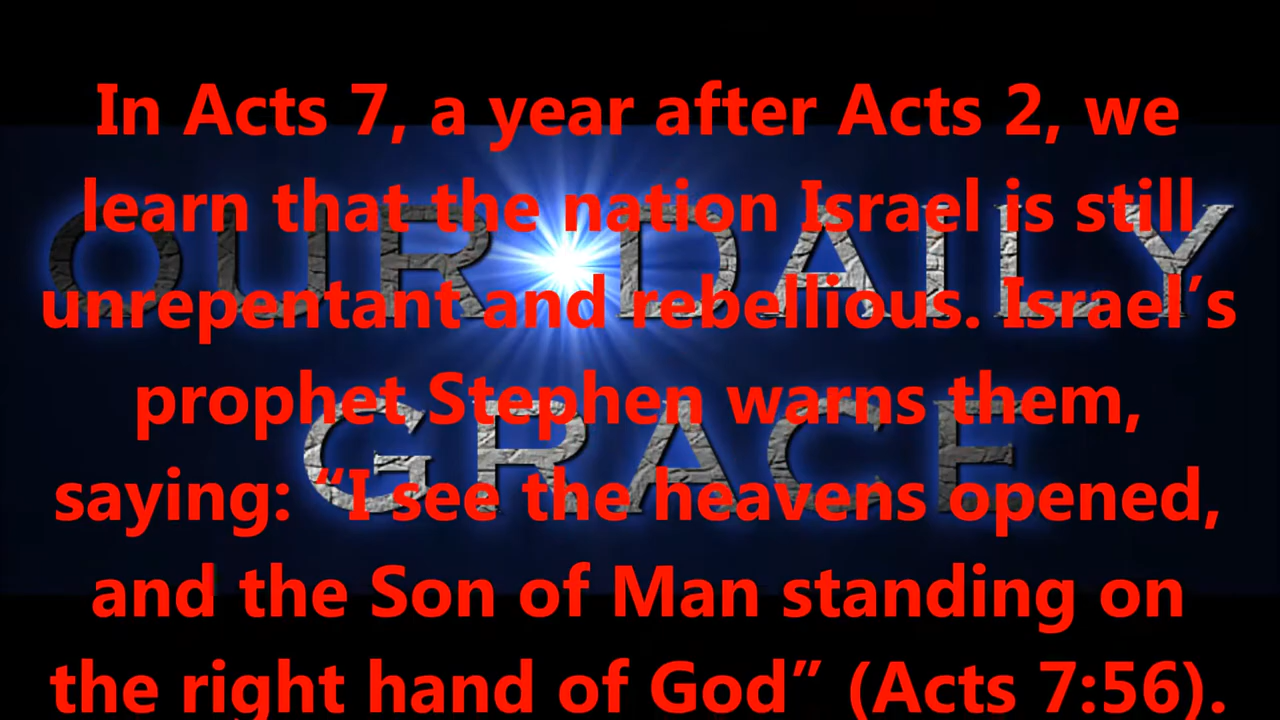 In Acts 7, a year after Acts 2, we
learn that the nation Israel is still
unrepentant and rebellious. Israel’s
prophet Stephen warns them,
saying: “I see the heavens opened,
and the Son of Man standing on
the right hand of God” (Acts 7:56).
OUR DAILY
GRACE